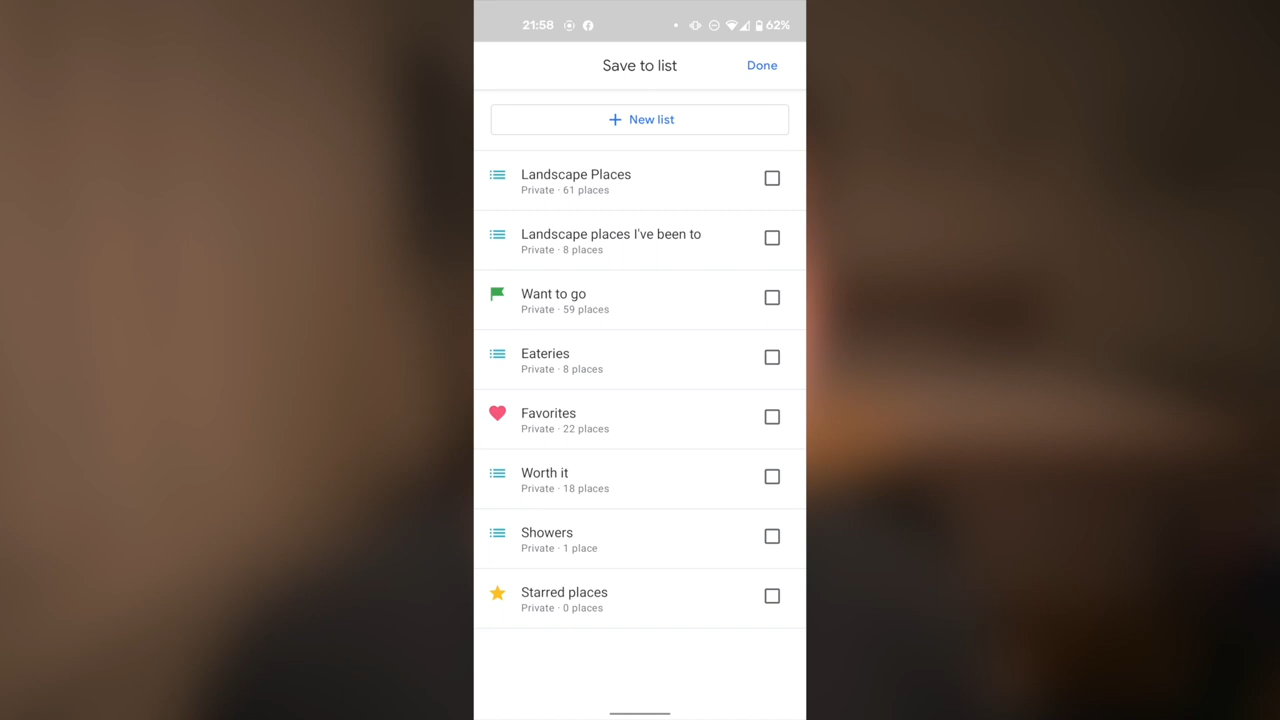 21:58 62%
Save to list
Done
+ New list
Landscape Places
Private · 61 places
Landscape places I've been to
Private · 8 places
Want to go
Private · 59 places
Eateries
Private · 8 places
Favorites
Private · 22 places
Worth it
Private · 18 places
Showers
Private · 1 place
Starred places
Private · 0 places